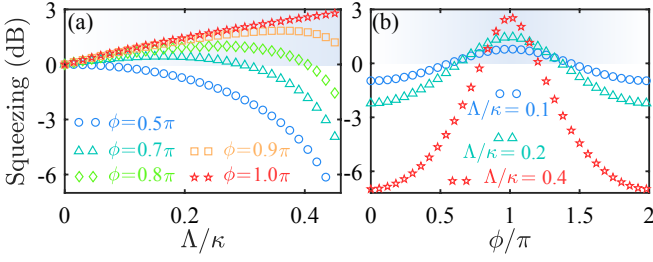 (a)
Squeezing (dB)
3
0
-3
-6
ϕ=0.5π
ϕ=0.7π
ϕ=0.9π
ϕ=0.8π
ϕ=1.0π
0
0.2
0.4
Λ/κ
(b)
3
0
-3
-6
Λ/κ = 0.1
Λ/κ = 0.2
Λ/κ = 0.4
0
0.5
1
1.5
2
ϕ/π